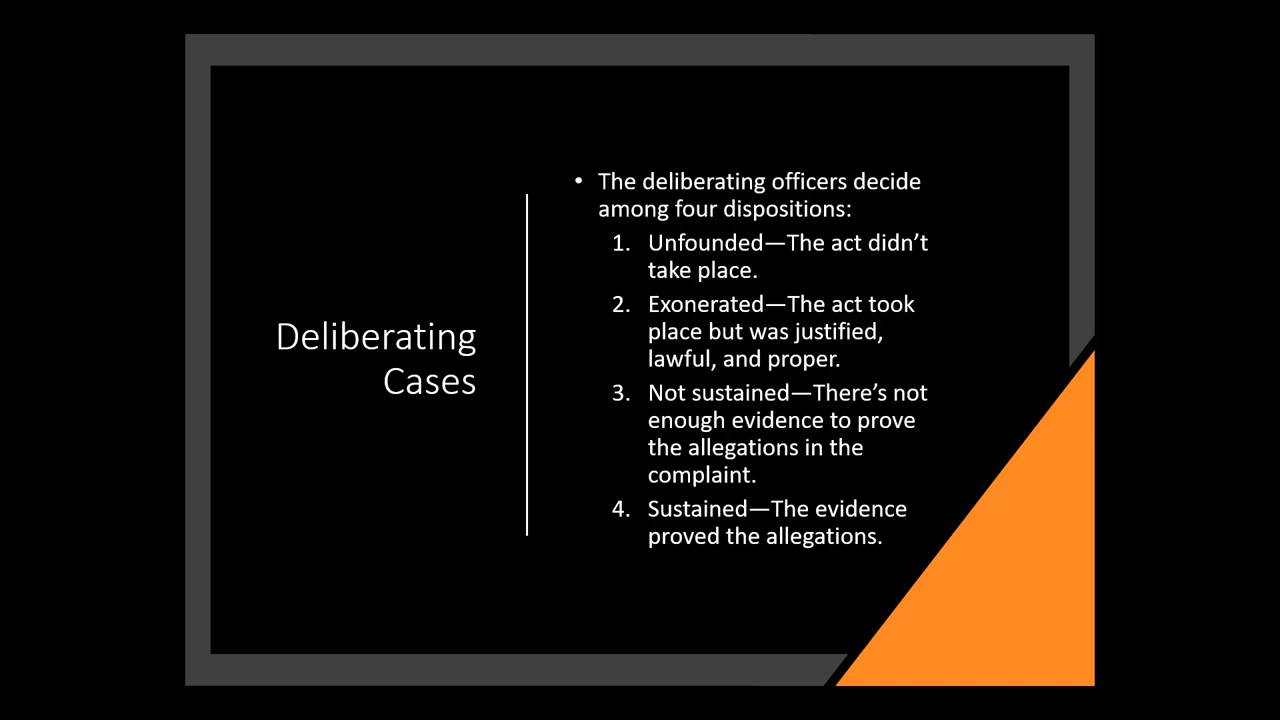 Deliberating
Cases
• The deliberating officers decide
among four dispositions:
1. Unfounded—The act didn’t
take place.
2. Exonerated—The act took
place but was justified,
lawful, and proper.
3. Not sustained—There’s not
enough evidence to prove
the allegations in the
complaint.
4. Sustained—The evidence
proved the allegations.